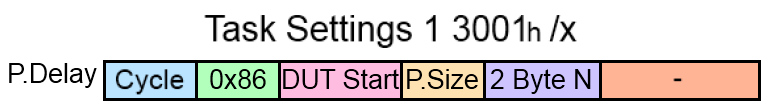 Task Settings 1 3001h /x
P.Delay Cycle 0x86 DUT Start P.Size 2 Byte N -